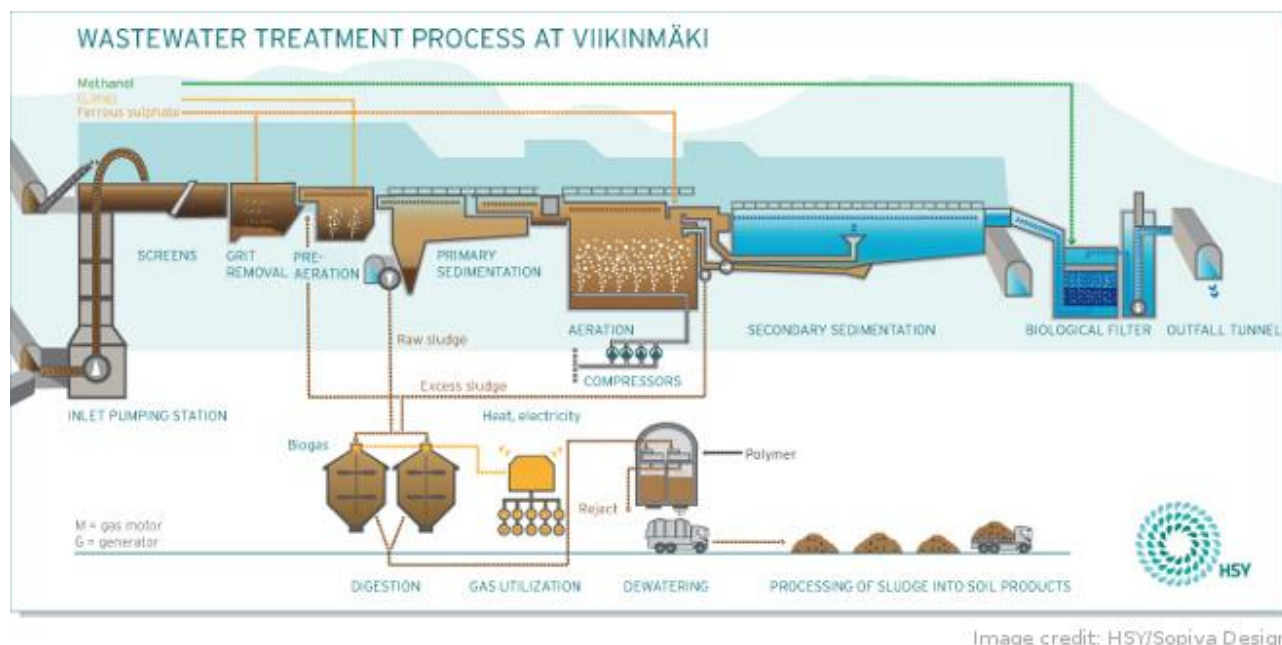 WASTEWATER TREATMENT PROCESS AT VIIKINMÄKI
Methanol
(Lime)
Ferrous sulphate
SCREENS
GRIT
REMOVAL
PRE-
AERATION
PRIMARY
SEDIMENTATION
AERATION
SECONDARY SEDIMENTATION
BIOLOGICAL FILTER
OUTFALL TUNNEL
Raw sludge
COMPRESSORS
Excess sludge
INLET PUMPING STATION
Heat, electricity
Biogas
Polymer
Reject
M = gas motor
G = generator
DIGESTION
GAS UTILIZATION
DEWATERING
PROCESSING OF SLUDGE INTO SOIL PRODUCTS
HSY
Image credit: HSY/Sopiva Design